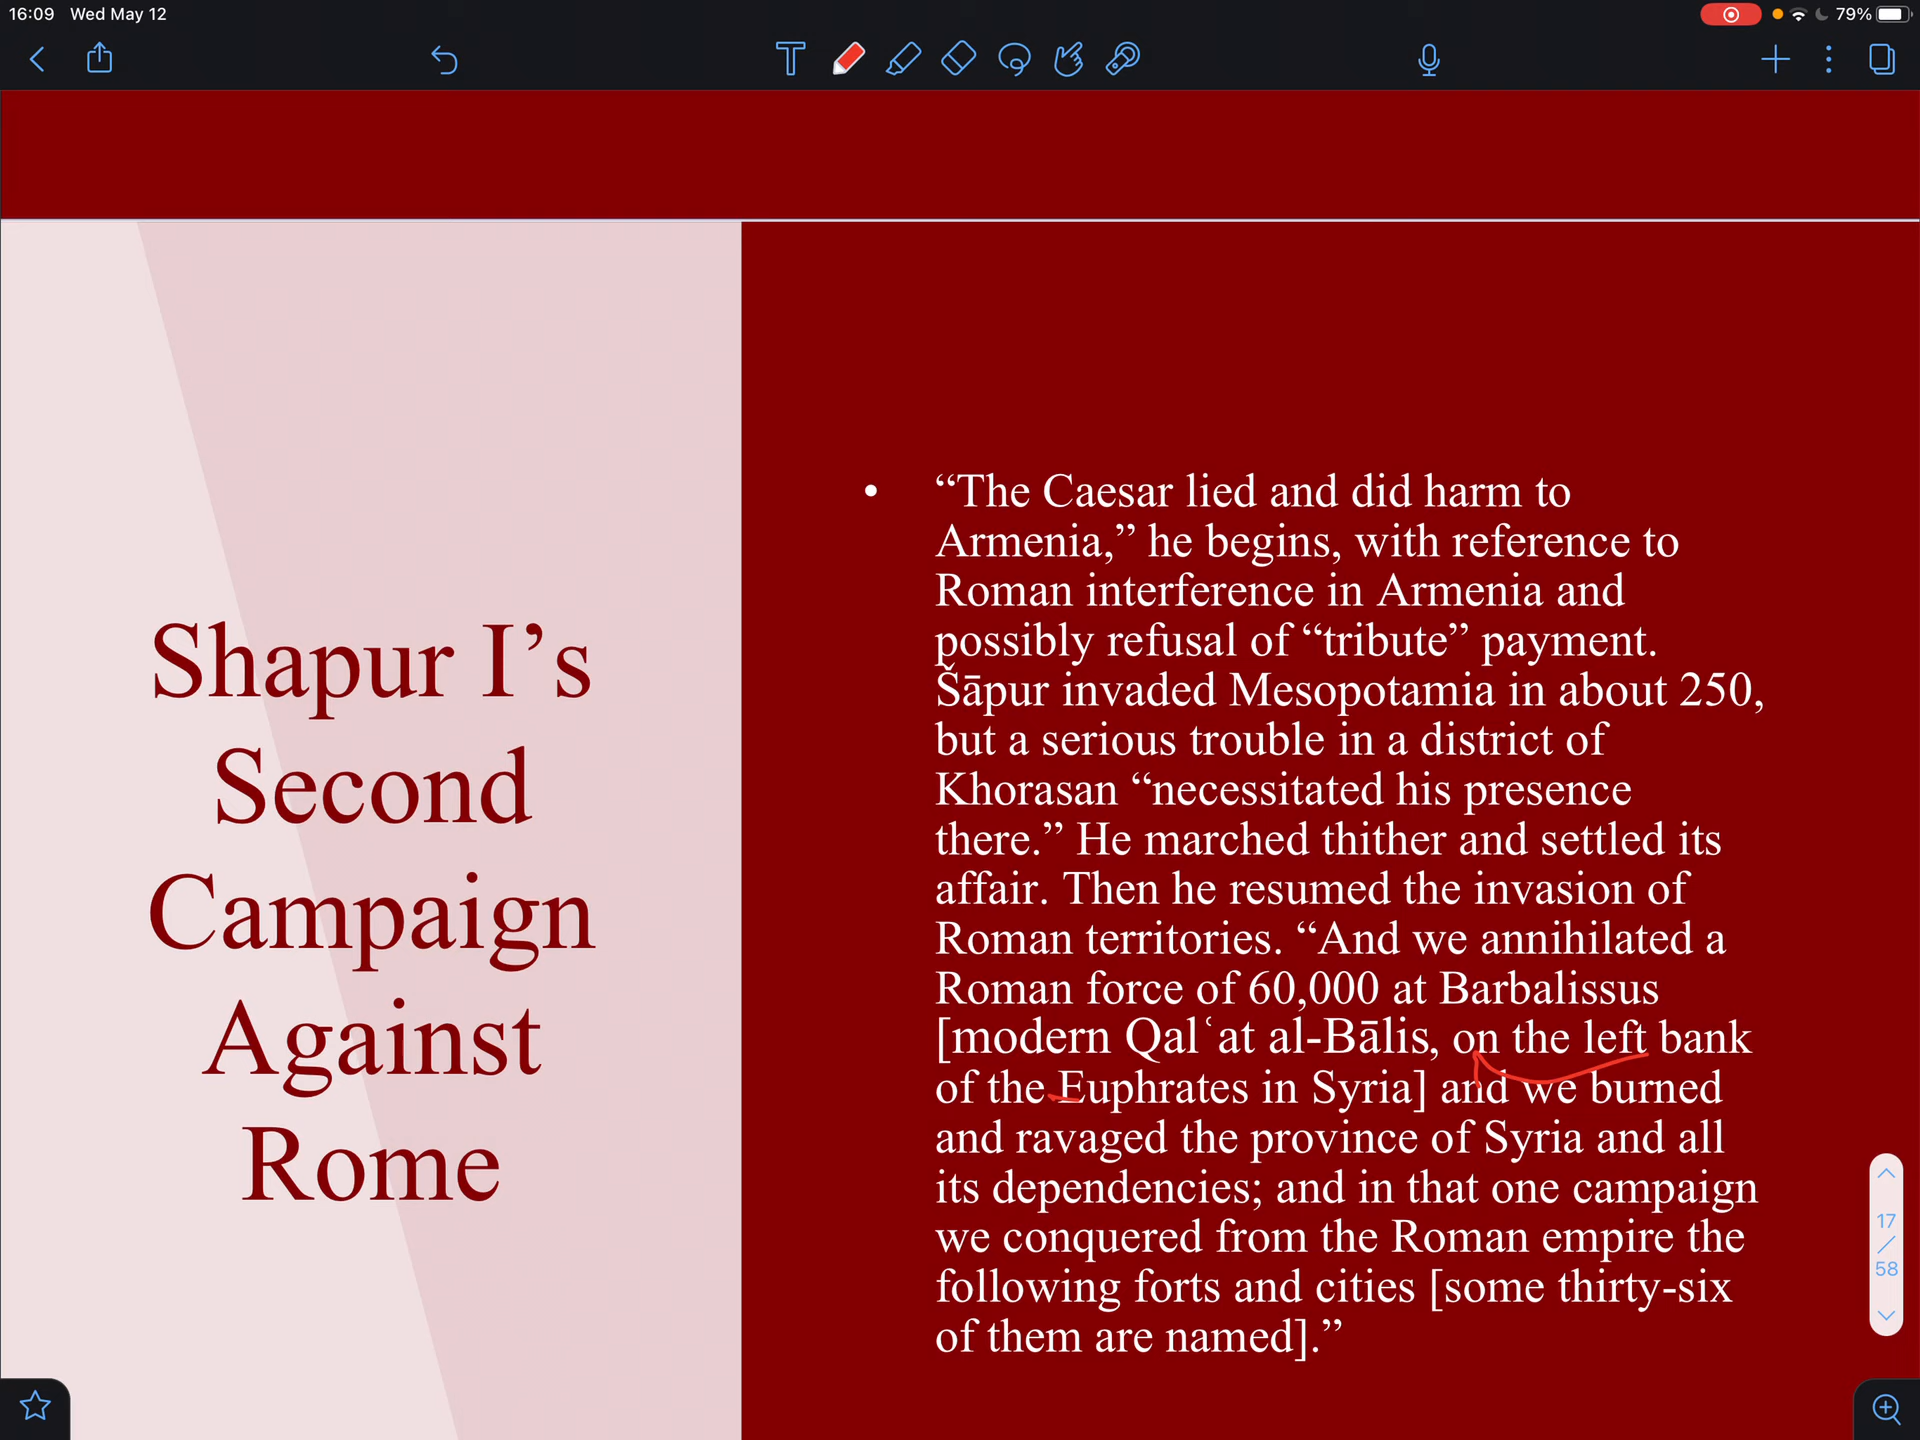 16:09 Wed May 12
79%
Shapur I’s
Second
Campaign
Against
Rome
• “The Caesar lied and did harm to
Armenia,” he begins, with reference to
Roman interference in Armenia and
possibly refusal of “tribute” payment.
Šāpur invaded Mesopotamia in about 250,
but a serious trouble in a district of
Khorasan “necessitated his presence
there.” He marched thither and settled its
affair. Then he resumed the invasion of
Roman territories. “And we annihilated a
Roman force of 60,000 at Barbalissus
[modern Qalʿat al-Bālis, on the left bank
of the Euphrates in Syria] and we burned
and ravaged the province of Syria and all
its dependencies; and in that one campaign
we conquered from the Roman empire the
following forts and cities [some thirty-six
of them are named].”
17
/
58